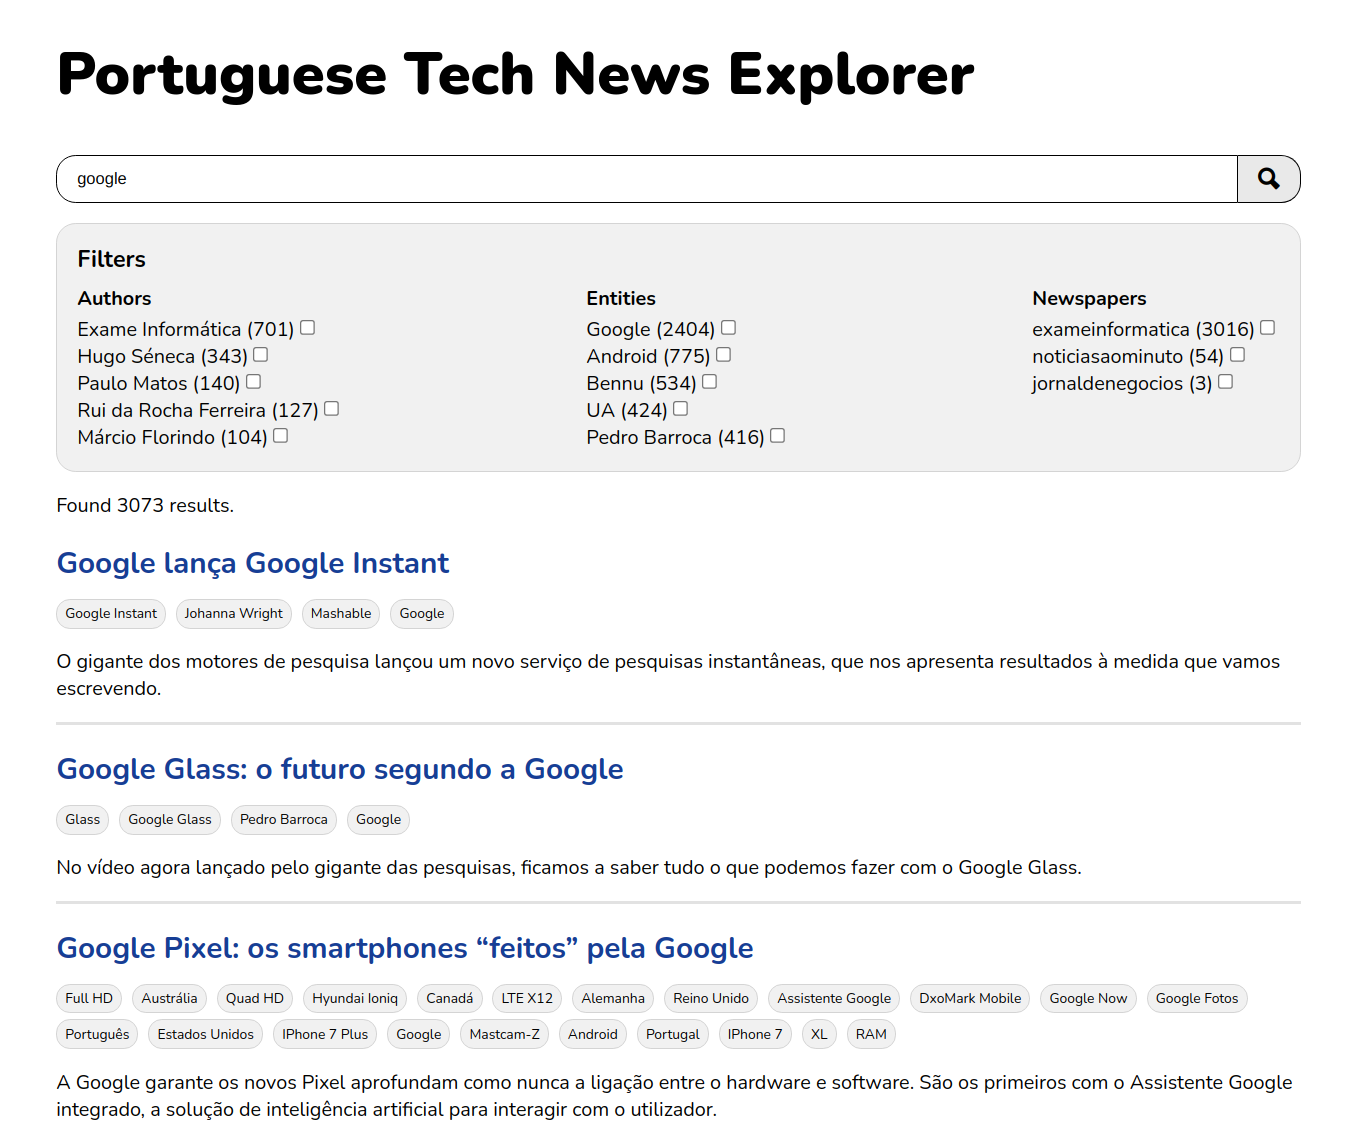 Portuguese Tech News Explorer
google
Filters
Authors
Exame Informática (701)
Hugo Séneca (343)
Paulo Matos (140)
Rui da Rocha Ferreira (127)
Márcio Florindo (104)
Entities
Google (2404)
Android (775)
Bennu (534)
UA (424)
Pedro Barroca (416)
Newspapers
exameinformatica (3016)
noticiasaominuto (54)
jornaldenegocios (3)
Found 3073 results.
Google lança Google Instant
Google Instant Johanna Wright Mashable Google
O gigante dos motores de pesquisa lançou um novo serviço de pesquisas instantâneas, que nos apresenta resultados à medida que vamos
escrevendo.
Google Glass: o futuro segundo a Google
Glass Google Glass Pedro Barroca Google
No vídeo agora lançado pelo gigante das pesquisas, ficamos a saber tudo o que podemos fazer com o Google Glass.
Google Pixel: os smartphones “feitos” pela Google
Full HD Austrália Quad HD Hyundai Ioniq Canadá LTE X12 Alemanha Reino Unido Assistente Google DxoMark Mobile Google Now Google Fotos
Português Estados Unidos IPhone 7 Plus Google Mastcam-Z Android Portugal IPhone 7 XL RAM
A Google garante os novos Pixel aprofundam como nunca a ligação entre o hardware e software. São os primeiros com o Assistente Google
integrado, a solução de inteligência artificial para interagir com o utilizador.